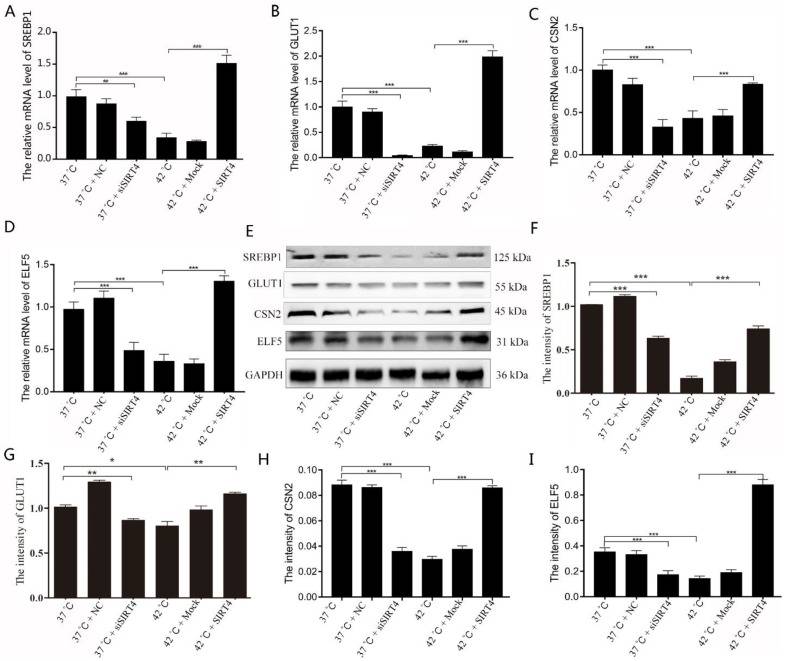 A
The relative mRNA level of SREBP1
2.0
1.5
1.0
0.5
0.0
***
**
***
37 ℃
37 ℃ + NC
37 ℃ + siSIRT4
42 ℃
42 ℃ + Mock
42 ℃ + SIRT4
B
The relative mRNA level of GLUT1
2.5
2.0
1.5
1.0
0.5
0.0
***
***
***
37 ℃
37 ℃ + NC
37 ℃ + siSIRT4
42 ℃
42 ℃ + Mock
42 ℃ + SIRT4
C
The relative mRNA level of CSN2
1.5
1.0
0.5
0.0
***
***
***
37 ℃
37 ℃ + NC
37 ℃ + siSIRT4
42 ℃
42 ℃ + Mock
42 ℃ + SIRT4
D
The relative mRNA level of ELF5
1.5
1.0
0.5
0.0
***
***
***
37 ℃
37 ℃ + NC
37 ℃ + siSIRT4
42 ℃
42 ℃ + Mock
42 ℃ + SIRT4
E
SREBP1 125 kDa
GLUT1 55 kDa
CSN2 45 kDa
ELF5 31 kDa
GAPDH 36 kDa
37 ℃
37 ℃ + NC
37 ℃ + siSIRT4
42 ℃
42 ℃ + Mock
42 ℃ + SIRT4
F
The intensity of SREBP1
1.5
1.0
0.5
0.0
***
***
***
37 ℃
37 ℃ + NC
37 ℃ + siSIRT4
42 ℃
42 ℃ + Mock
42 ℃ + SIRT4
G
The intensity of GLUT1
1.5
1.0
0.5
0.0
*
**
**
37 ℃
37 ℃ + NC
37 ℃ + siSIRT4
42 ℃
42 ℃ + Mock
42 ℃ + SIRT4
H
The intensity of CSN2
0.10
0.08
0.06
0.04
0.02
0.00
***
***
***
37 ℃
37 ℃ + NC
37 ℃ + siSIRT4
42 ℃
42 ℃ + Mock
42 ℃ + SIRT4
I
The intensity of ELF5
1.0
0.8
0.6
0.4
0.2
0.0
***
***
***
37 ℃
37 ℃ + NC
37 ℃ + siSIRT4
42 ℃
42 ℃ + Mock
42 ℃ + SIRT4